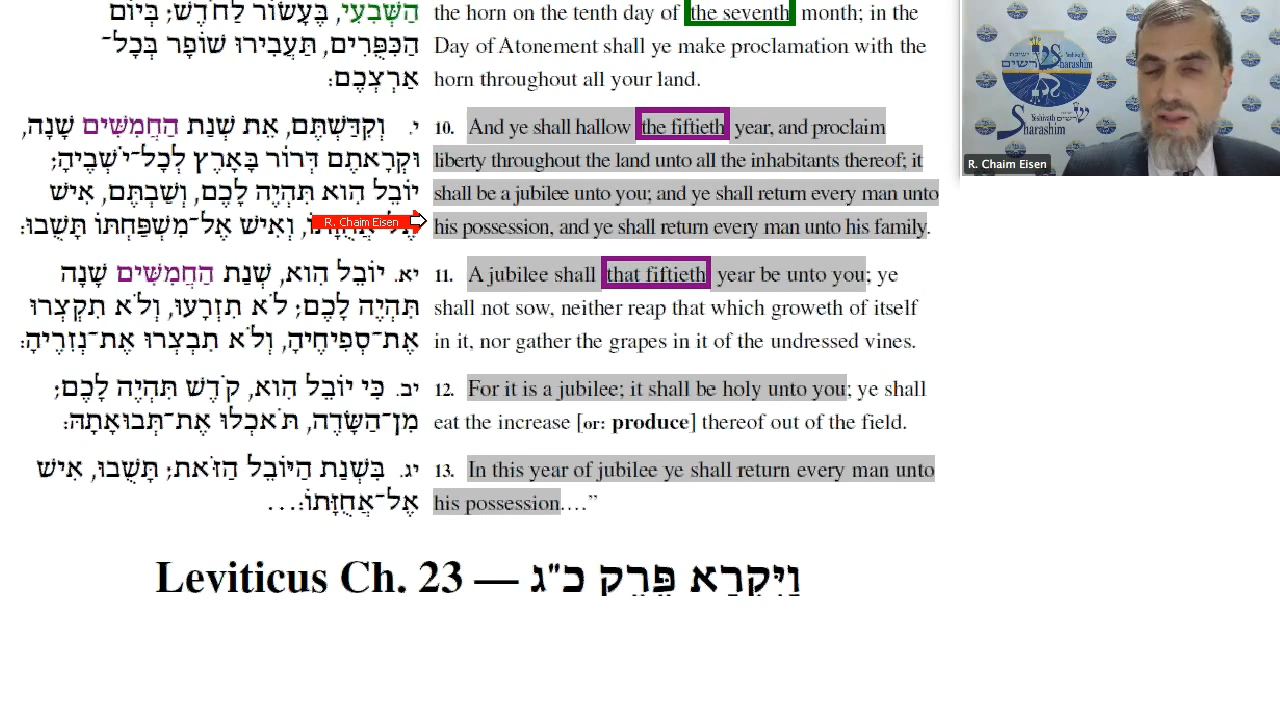 הַשְּׁבִעִי, בֶּעָשׂוֹר לַחֹדֶשׁ; בְּיוֹם
הַכִּפֻּרִים, תַּעֲבִירוּ שׁוֹפָר בְּכָל־
אַרְצְכֶם:
י. וְקִדַּשְׁתֶּם, אֵת שְׁנַת הַחֲמִשִּׁים שָׁנָה,
וּקְרָאתֶם דְּרוֹר בָּאָרֶץ לְכָל־יֹשְׁבֶיהָ;
יוֹבֵל הִוא תִּהְיֶה לָכֶם, וְשַׁבְתֶּם, אִישׁ
וְאִישׁ אֶל־מִשְׁפַּחְתּוֹ תָּשֻׁבוּ:
יא. יוֹבֵל הִוא, שְׁנַת הַחֲמִשִּׁים שָׁנָה
תִּהְיֶה לָכֶם; לֹא תִזְרָעוּ, וְלֹא תִקְצְרוּ
אֶת־סְפִיחֶיהָ, וְלֹא תִבְצְרוּ אֶת־נְזִרֶיהָ:
יב. כִּי יוֹבֵל הִוא, קֹדֶשׁ תִּהְיֶה לָכֶם;
מִן־הַשָּׂדֶה, תֹּאכְלוּ אֶת־תְּבוּאָתָהּ:
יג. בִּשְׁנַת הַיּוֹבֵל הַזֹּאת; תָּשֻׁבוּ, אִישׁ
אֶל־אֲחֻזָּתוֹ:...
R. Chaim Eisen
the horn on the tenth day of the seventh month; in the
Day of Atonement shall ye make proclamation with the
horn throughout all your land.
10. And ye shall hallow the fiftieth year, and proclaim
liberty throughout the land unto all the inhabitants thereof; it
shall be a jubilee unto you; and ye shall return every man unto
his possession, and ye shall return every man unto his family.
11. A jubilee shall that fiftieth year be unto you; ye
shall not sow, neither reap that which groweth of itself
in it, nor gather the grapes in it of the undressed vines.
12. For it is a jubilee; it shall be holy unto you; ye shall
eat the increase [or: produce] thereof out of the field.
13. In this year of jubilee ye shall return every man unto
his possession....”
Leviticus Ch. 23 — וַיִּקְרָא פֶּרֶק כ"ג
Yeshivath
Sharashim
ישיבת
שרשים
Yeshivath
Sharashim
R. Chaim Eisen